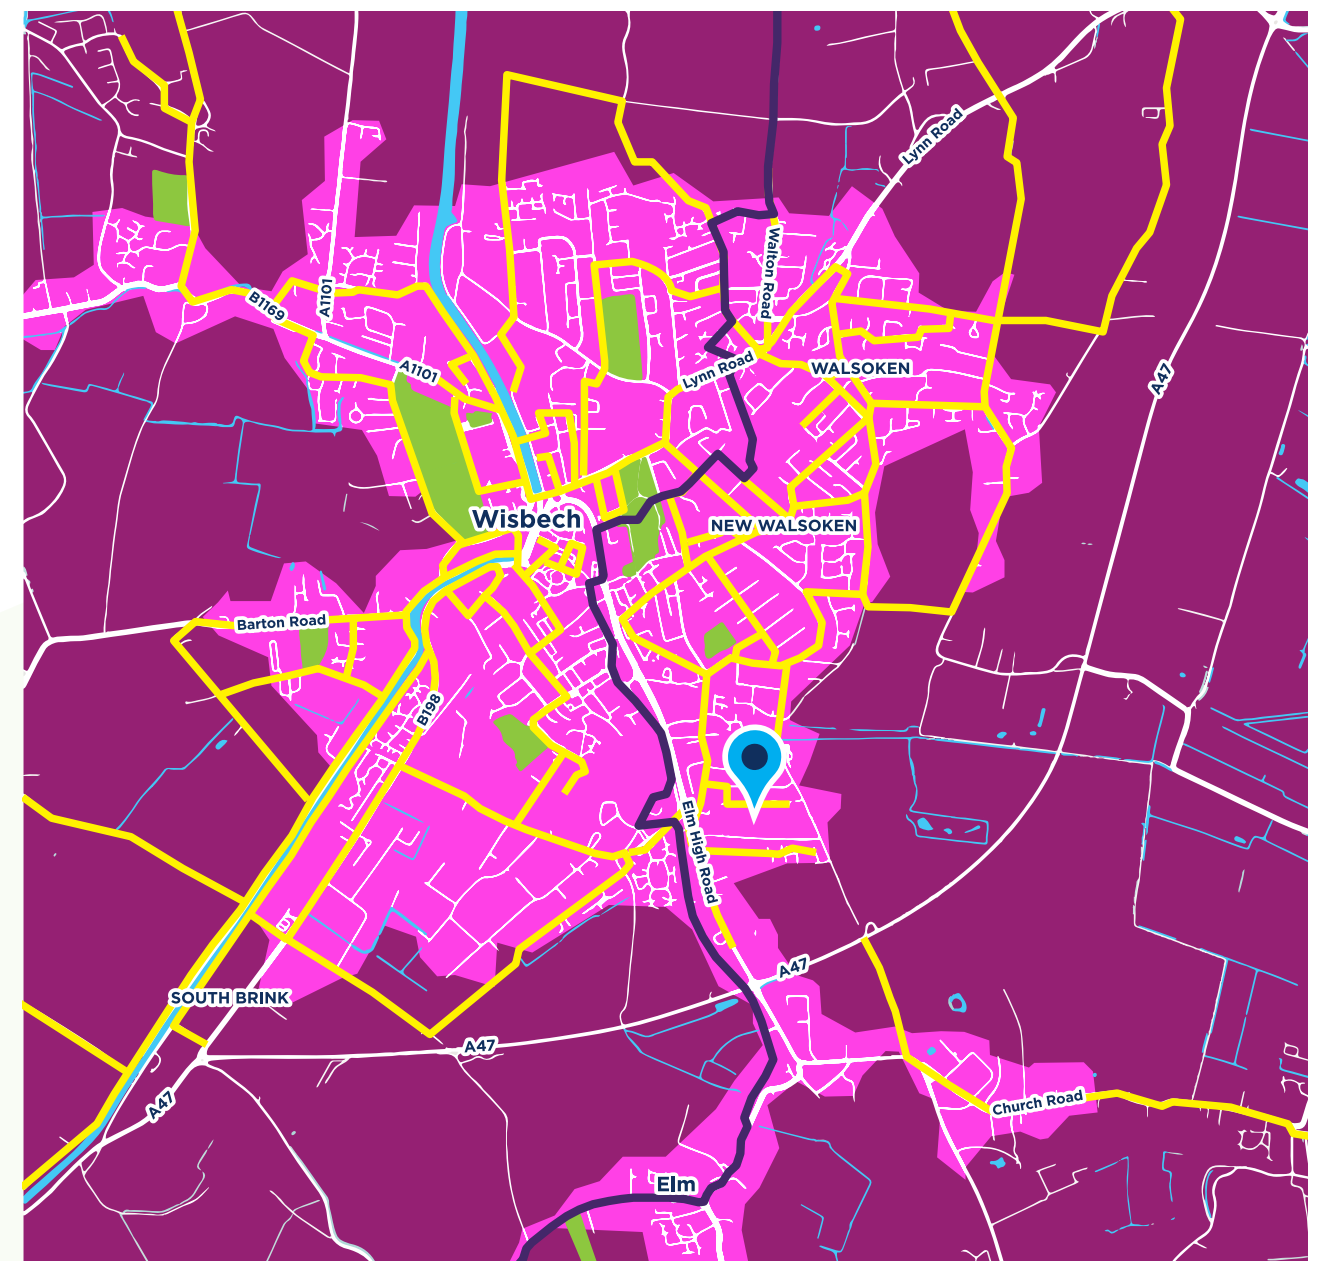 Lynn Road
Walton Road
B1169
A1101
A1101
Lynn Road
WALSOKEN
A47
Wisbech
NEW WALSOKEN
Barton Road
B198
Elm High Road
A47
SOUTH BRINK
A47
A47
Church Road
Elm